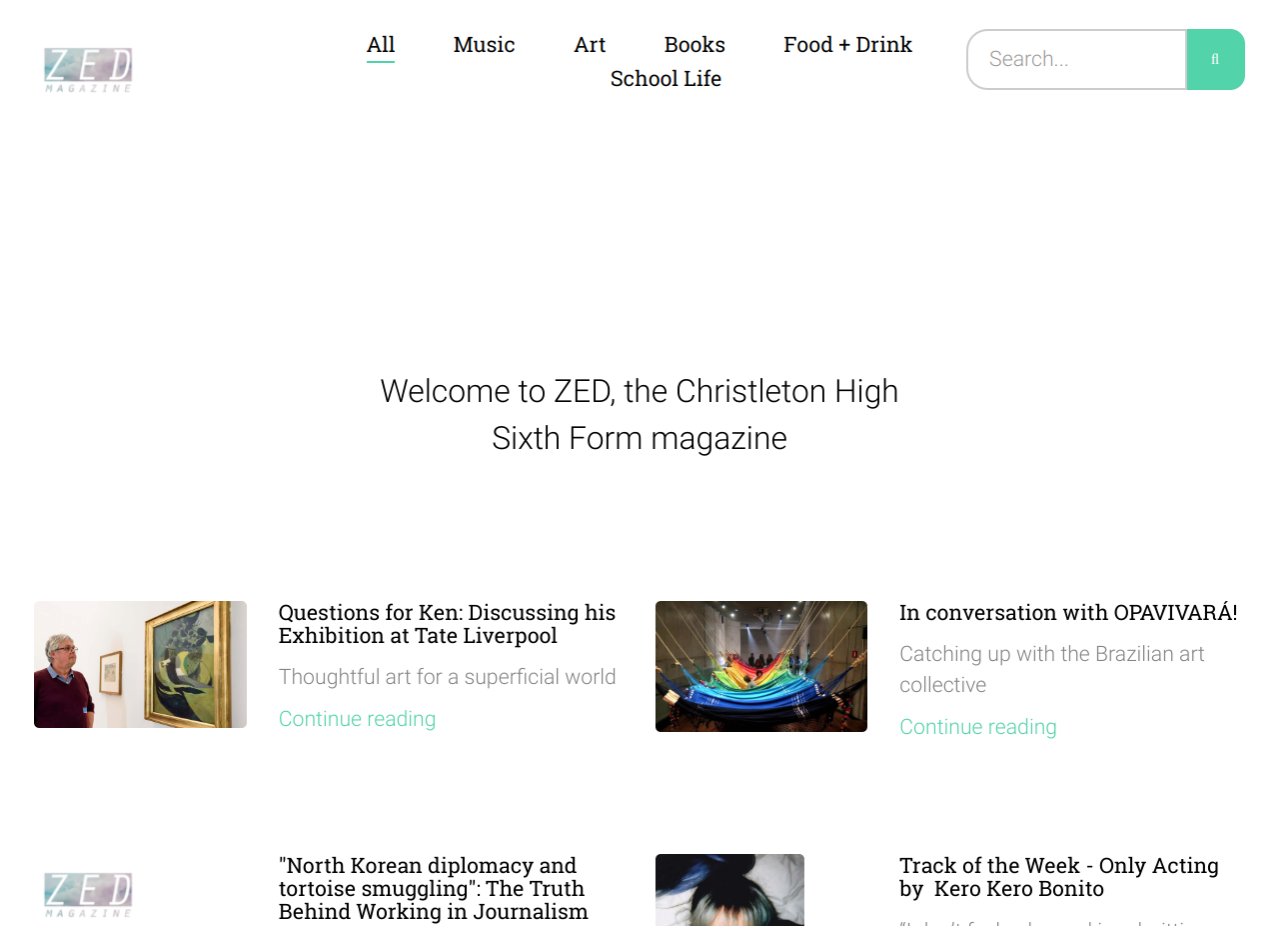 ZED
MAGAZINE
All Music Art Books Food + Drink
School Life
Search...
Welcome to ZED, the Christleton High
Sixth Form magazine
Questions for Ken: Discussing his
Exhibition at Tate Liverpool
Thoughtful art for a superficial world
Continue reading
In conversation with OPAVIVARÁ!
Catching up with the Brazilian art
collective
Continue reading
ZED
MAGAZINE
"North Korean diplomacy and
tortoise smuggling": The Truth
Behind Working in Journalism
Track of the Week - Only Acting
by  Kero Kero Bonito